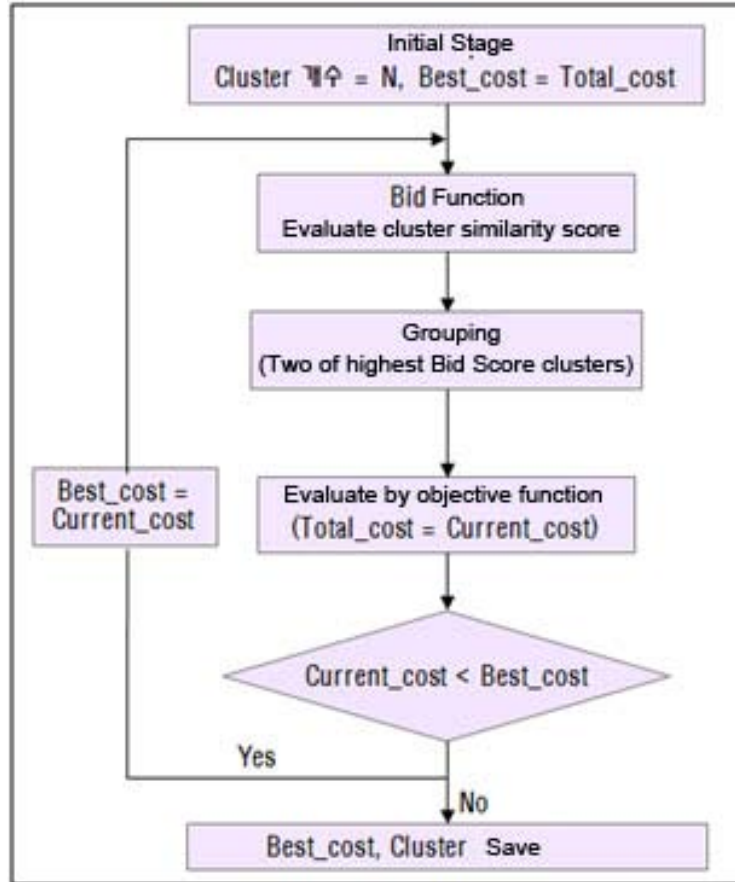 Initial Stage
Cluster 개수 = N, Best_cost = Total_cost
Bid Function
Evaluate cluster similarity score
Grouping
(Two of highest Bid Score clusters)
Evaluate by objective function
(Total_cost = Current_cost)
Best_cost =
Current_cost
Current_cost < Best_cost
Yes
No
Best_cost, Cluster Save